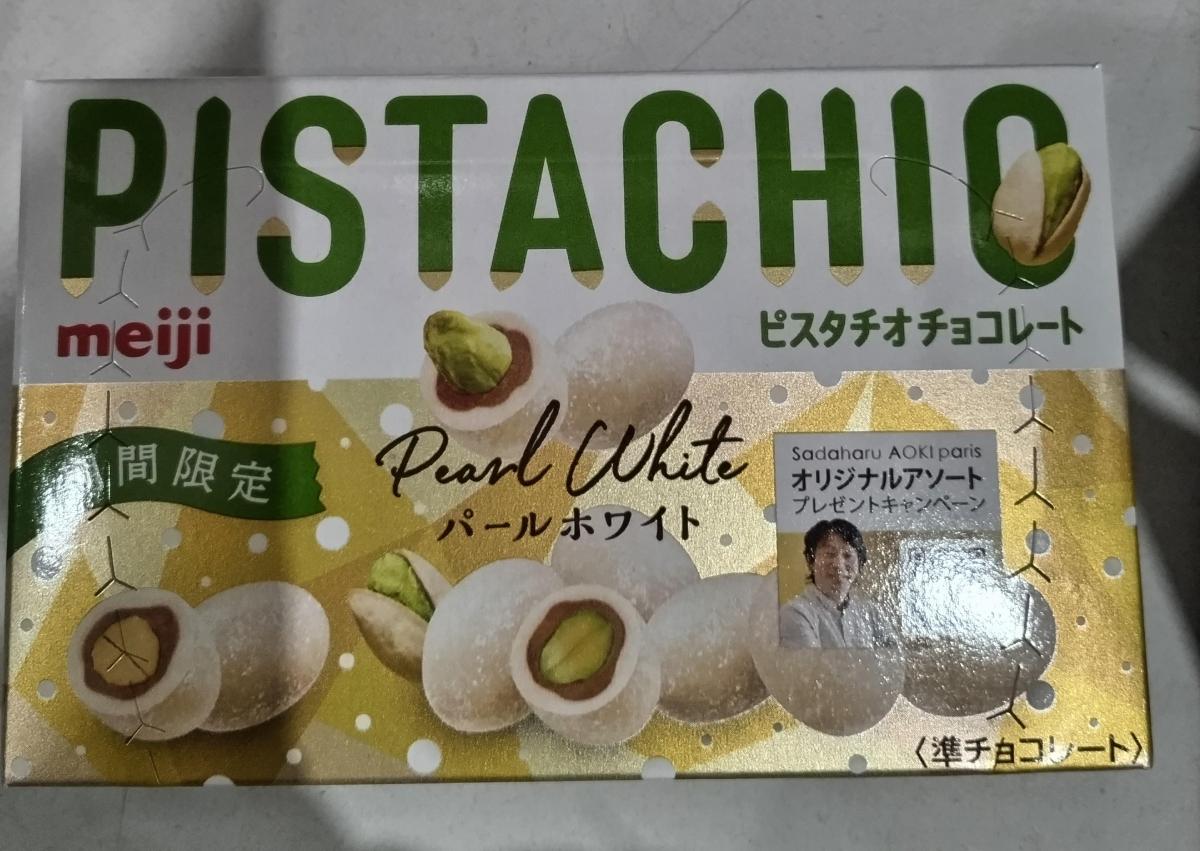 PISTACHIO
meiji
ピスタチオチョコレート
Pearl White
パールホワイト
期間限定
Sadaharu AOKI paris
オリジナルアソート
プレゼントキャンペーン
〈準チョコレート〉